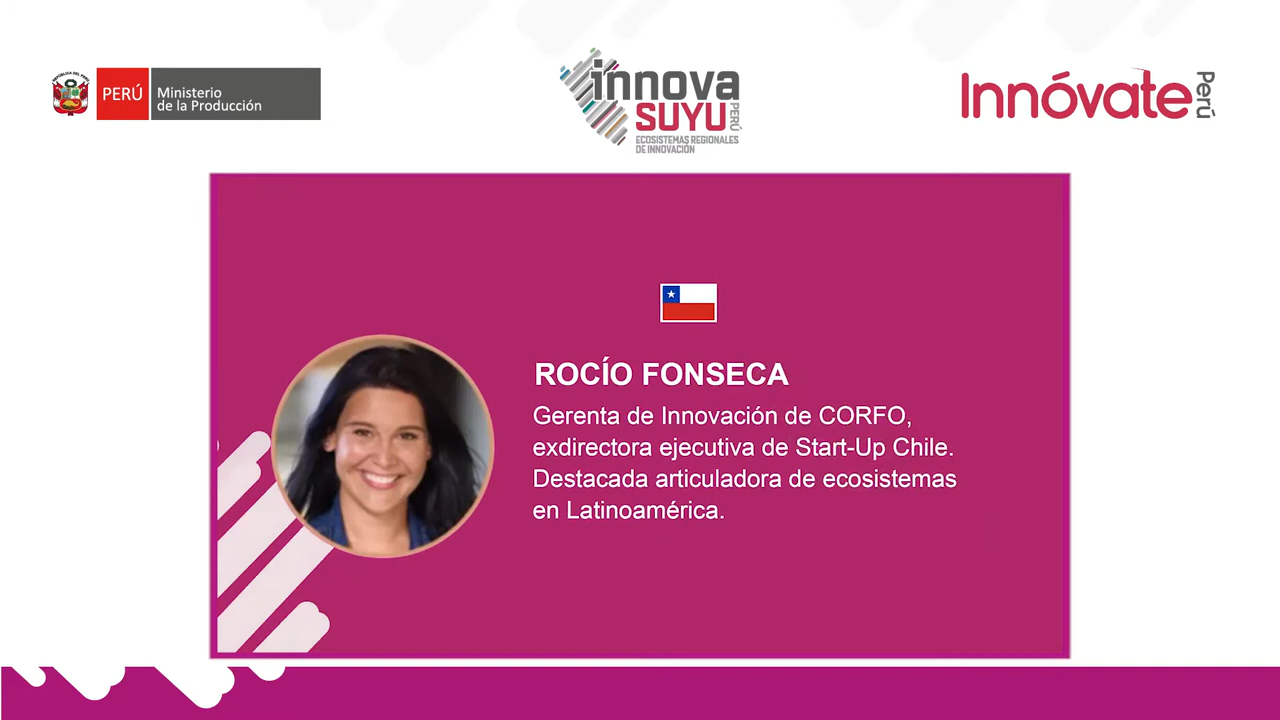 REPÚBLICA DEL PERÚ
PERÚ
Ministerio
de la Producción
innova
SUYU
PERÚ
ECOSISTEMAS REGIONALES
DE INNOVACIÓN
Innóvate
Perú
ROCÍO FONSECA
Gerenta de Innovación de CORFO,
exdirectora ejecutiva de Start-Up Chile.
Destacada articuladora de ecosistemas
en Latinoamérica.